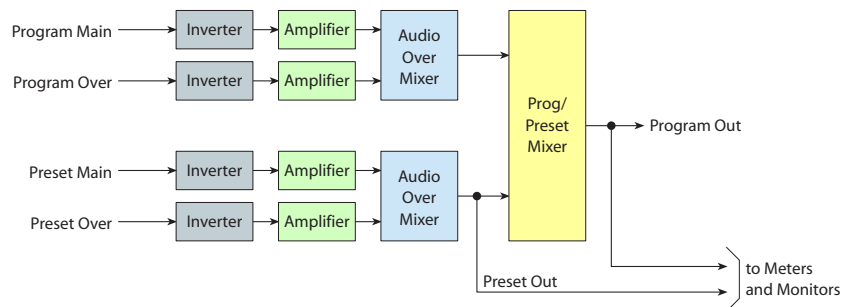 Program Main
Inverter
Amplifier
Audio
Over
Mixer
Program Over
Inverter
Amplifier
Prog/
Preset
Mixer
Program Out
Preset Main
Inverter
Amplifier
Audio
Over
Mixer
Preset Over
Inverter
Amplifier
Preset Out
to Meters
and Monitors